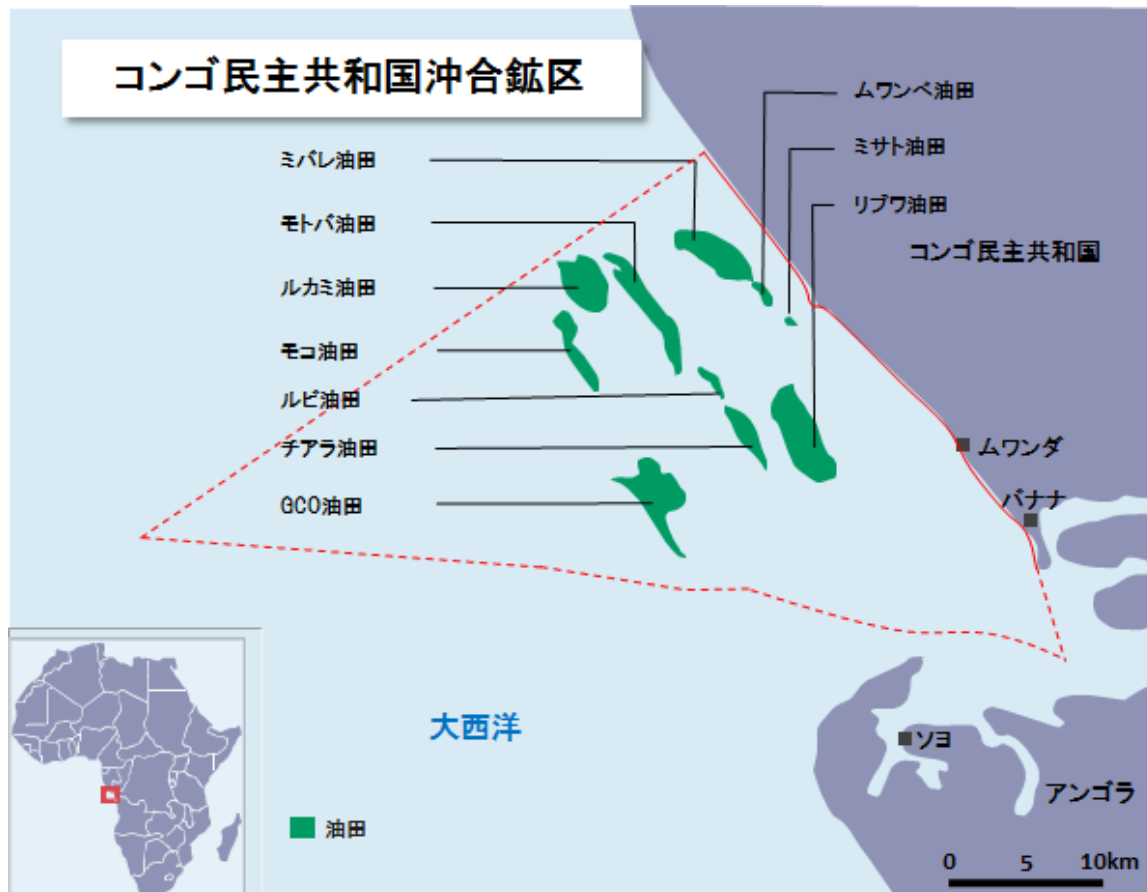 コンゴ民主共和国沖合鉱区
ムワンベ油田
ミバレ油田
ミサト油田
リブワ油田
モトバ油田
コンゴ民主共和国
ルカミ油田
モコ油田
ルビ油田
チアラ油田
ムワンダ
GCO油田
バナナ
大西洋
ソヨ
アンゴラ
油田
0 5 10km